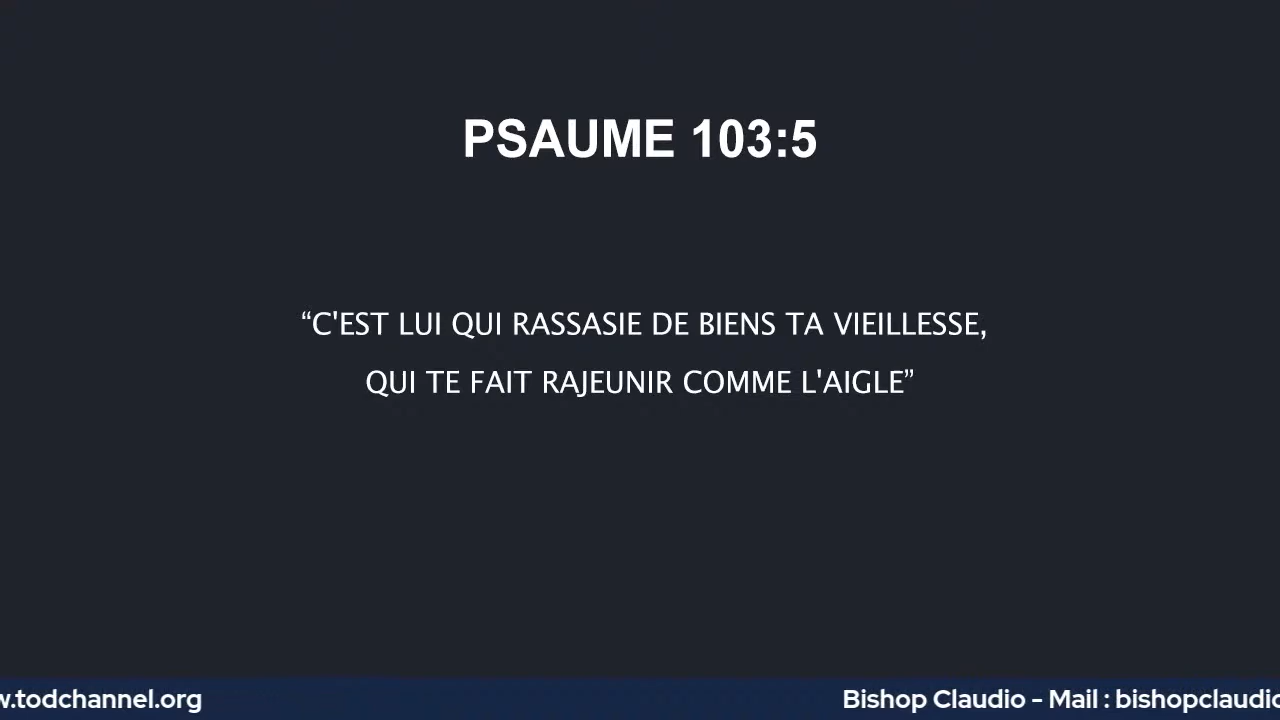 PSAUME 103:5
“C'EST LUI QUI RASSASIE DE BIENS TA VIEILLESSE,
QUI TE FAIT RAJEUNIR COMME L'AIGLE”
w.todchannel.org Bishop Claudio - Mail : bishopclaudio